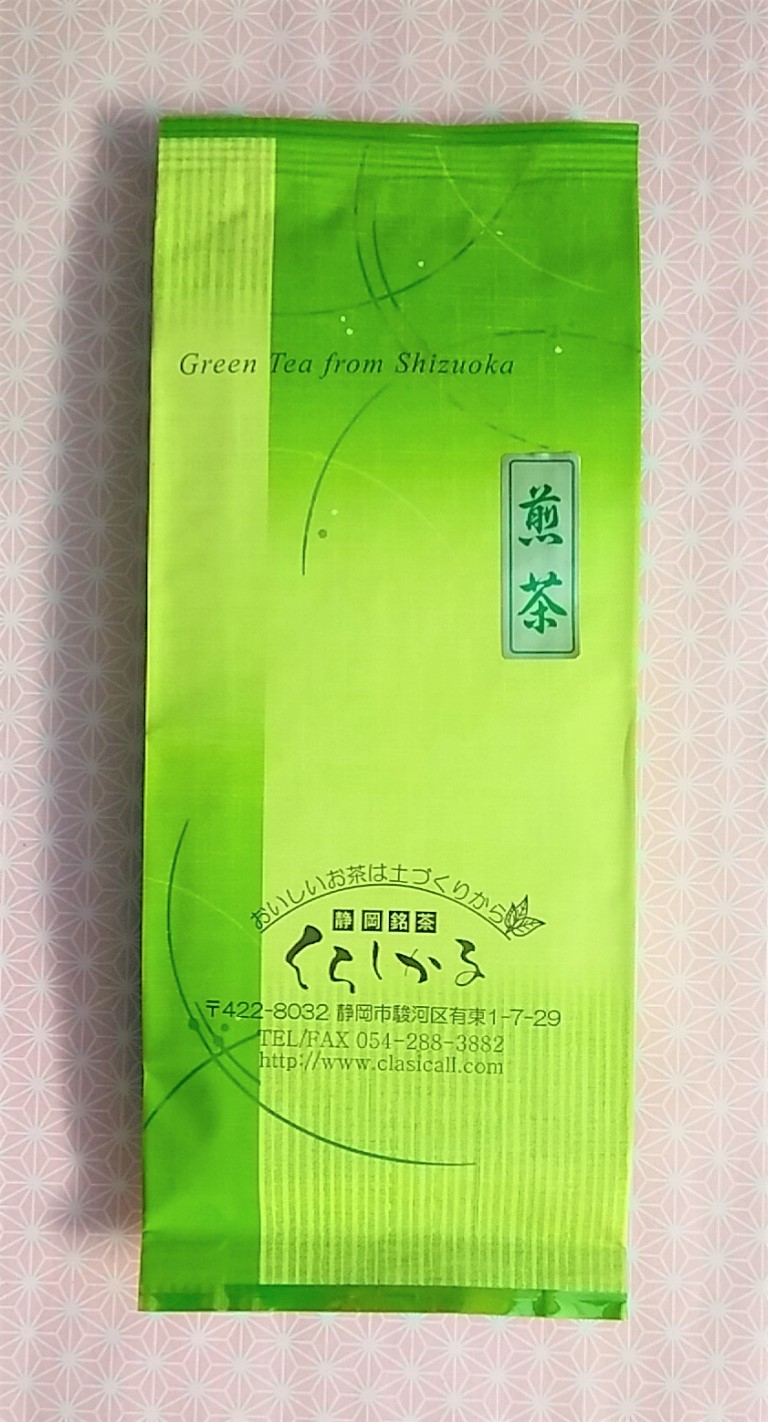 Green Tea from Shizuoka
煎茶
おいしいお茶は土づくりから
静岡銘茶
くらしかる
〒422-8032 静岡市駿河区有東1-7-29
TEL/FAX 054-288-3882
http://www.clasicall.com